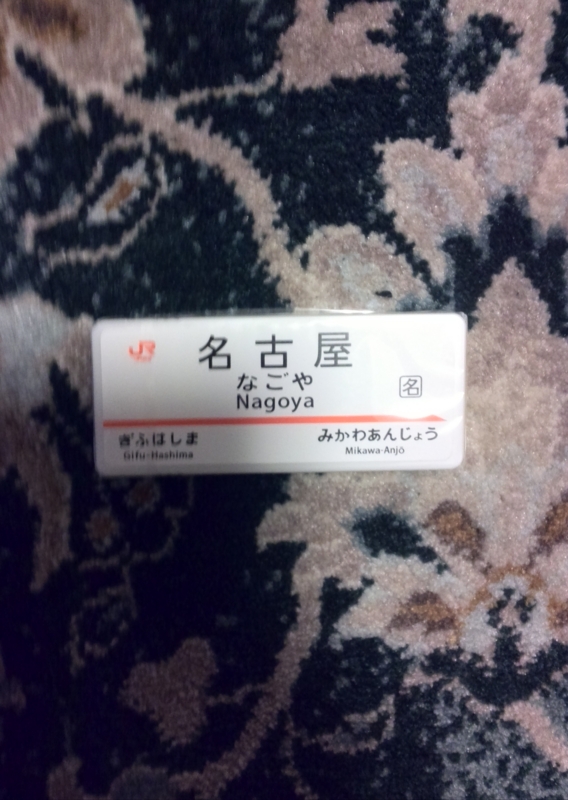 JR
名古屋
なごや
Nagoya
名
ぎふはしま
Gifu-Hashima
みかわあんじょう
Mikawa-Anjō